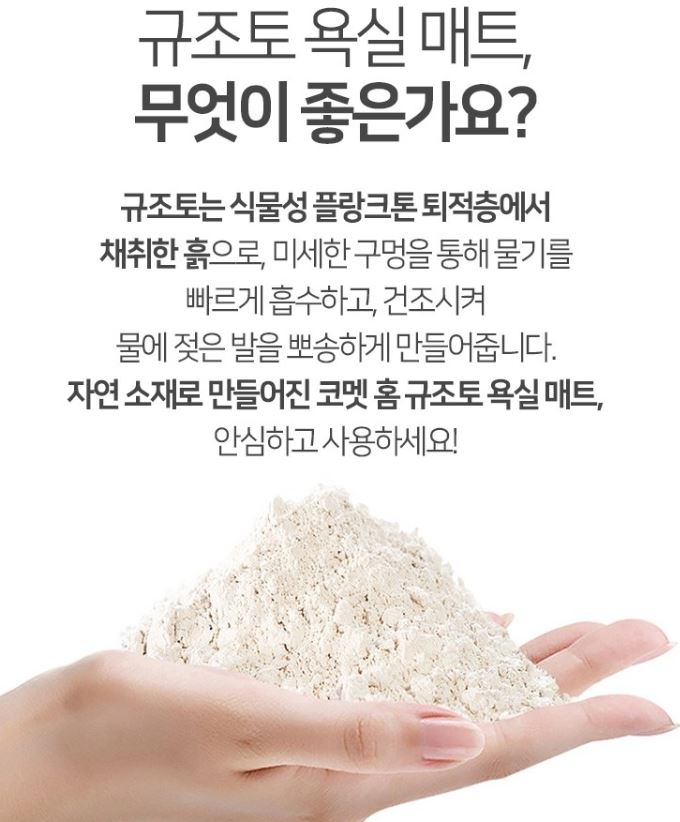 규조토 욕실 매트,
무엇이 좋은가요?
규조토는 식물성 플랑크톤 퇴적층에서
채취한 흙으로, 미세한 구멍을 통해 물기를
빠르게 흡수하고, 건조시켜
물에 젖은 발을 뽀송하게 만들어줍니다.
자연 소재로 만들어진 코멧 홈 규조토 욕실 매트,
안심하고 사용하세요!